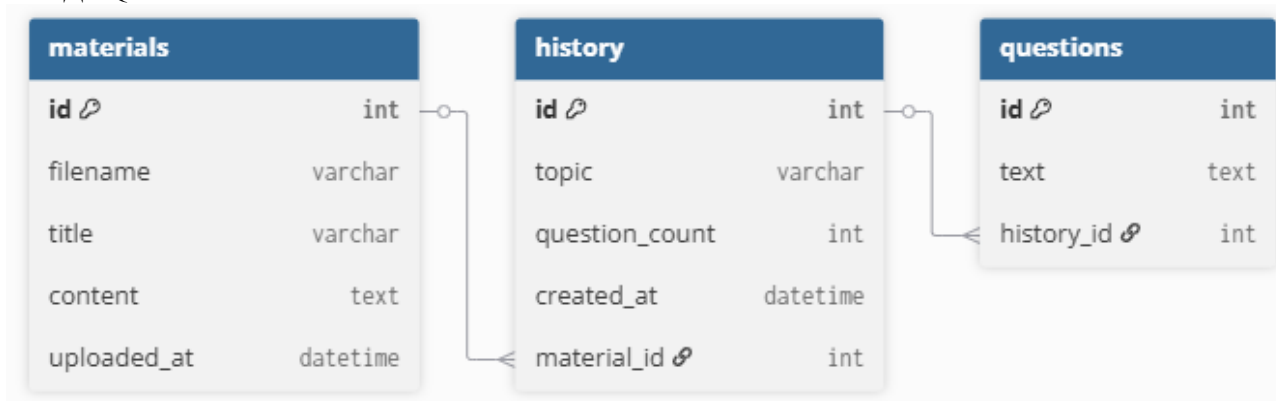 materials
id int
filename varchar
title varchar
content text
uploaded_at datetime
history
id int
topic varchar
question_count int
created_at datetime
material_id int
questions
id int
text text
history_id int